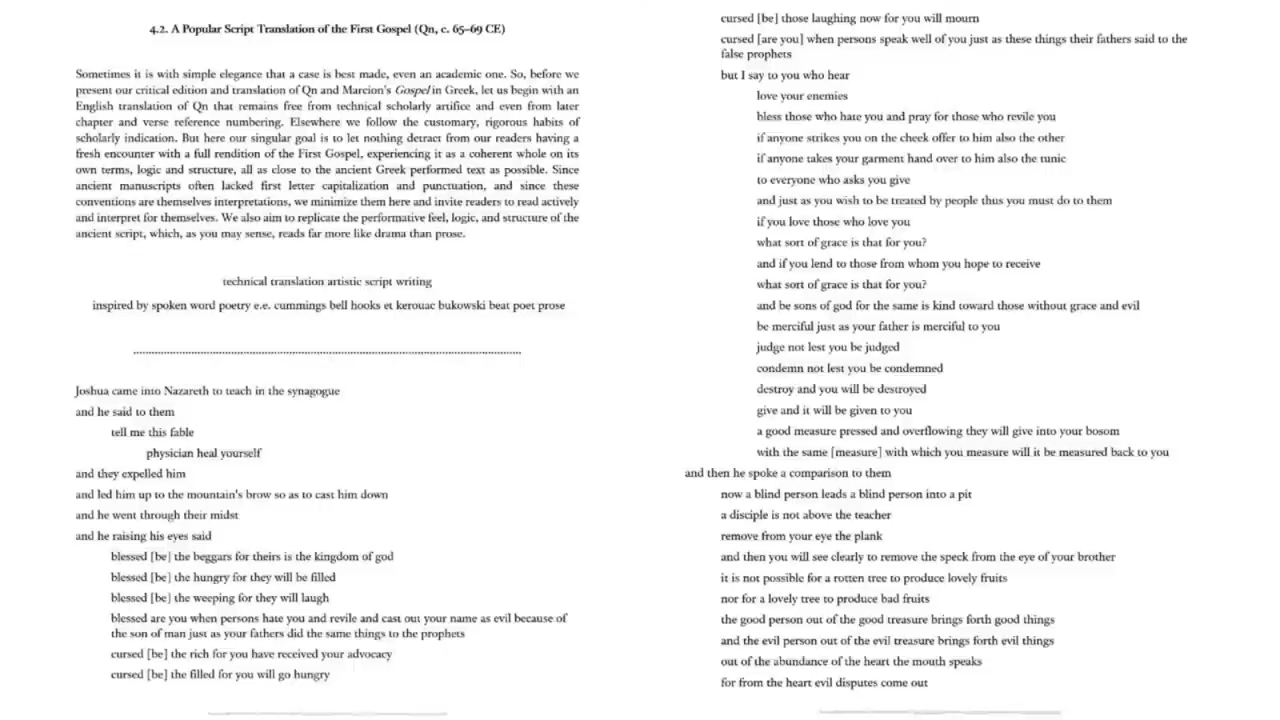 4.2. A Popular Script Translation of the First Gospel (Qn, c. 65–69 CE)
Sometimes it is with simple elegance that a case is best made, even an academic one. So, before we
present our critical edition and translation of Qn and Marcion's Gospel in Greek, let us begin with an
English translation of Qn that remains free from technical scholarly artifice and even from later
chapter and verse reference numbering. Elsewhere we follow the customary, rigorous habits of
scholarly indication. But here our singular goal is to let nothing detract from our readers having a
fresh encounter with a full rendition of the First Gospel, experiencing it as a coherent whole on its
own terms, logic and structure, all as close to the ancient Greek performed text as possible. Since
ancient manuscripts often lacked first letter capitalization and punctuation, and since these
conventions are themselves interpretations, we minimize them here and invite readers to read actively
and interpret for themselves. We also aim to replicate the performative feel, logic, and structure of the
ancient script, which, as you may sense, reads far more like drama than prose.
technical translation artistic script writing
inspired by spoken word poetry e.e. cummings bell hooks et kerouac bukowski beat poet prose
Joshua came into Nazareth to teach in the synagogue
and he said to them
tell me this fable
physician heal yourself
and they expelled him
and led him up to the mountain's brow so as to cast him down
and he went through their midst
and he raising his eyes said
blessed [be] the beggars for theirs is the kingdom of god
blessed [be] the hungry for they will be filled
blessed [be] the weeping for they will laugh
blessed are you when persons hate you and revile and cast out your name as evil because of
the son of man just as your fathers did the same things to the prophets
cursed [be] the rich for you have received your advocacy
cursed [be] the filled for you will go hungry
cursed [be] those laughing now for you will mourn
cursed [are you] when persons speak well of you just as these things their fathers said to the
false prophets
but I say to you who hear
love your enemies
bless those who hate you and pray for those who revile you
if anyone strikes you on the cheek offer to him also the other
if anyone takes your garment hand over to him also the tunic
to everyone who asks you give
and just as you wish to be treated by people thus you must do to them
if you love those who love you
what sort of grace is that for you?
and if you lend to those from whom you hope to receive
what sort of grace is that for you?
and be sons of god for the same is kind toward those without grace and evil
be merciful just as your father is merciful to you
judge not lest you be judged
condemn not lest you be condemned
destroy and you will be destroyed
give and it will be given to you
a good measure pressed and overflowing they will give into your bosom
with the same [measure] with which you measure will it be measured back to you
and then he spoke a comparison to them
now a blind person leads a blind person into a pit
a disciple is not above the teacher
remove from your eye the plank
and then you will see clearly to remove the speck from the eye of your brother
it is not possible for a rotten tree to produce lovely fruits
nor for a lovely tree to produce bad fruits
the good person out of the good treasure brings forth good things
and the evil person out of the evil treasure brings forth evil things
out of the abundance of the heart the mouth speaks
for from the heart evil disputes come out